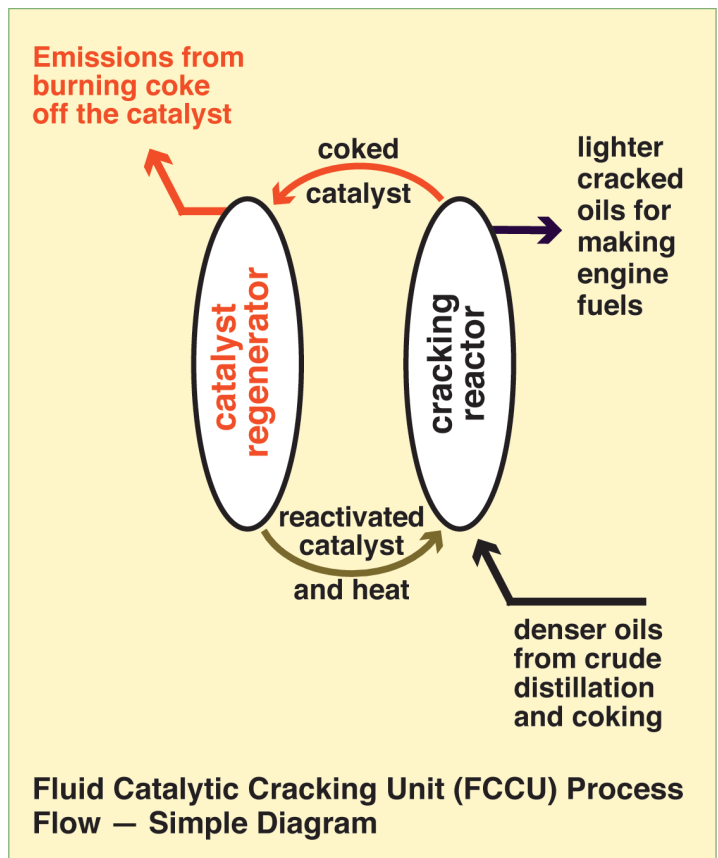 Emissions from
burning coke
off the catalyst
coked
catalyst
lighter
cracked
oils for
making
engine
fuels
catalyst
regenerator
cracking
reactor
reactivated
catalyst
and heat
denser oils
from crude
distillation
and coking
Fluid Catalytic Cracking Unit (FCCU) Process
Flow — Simple Diagram